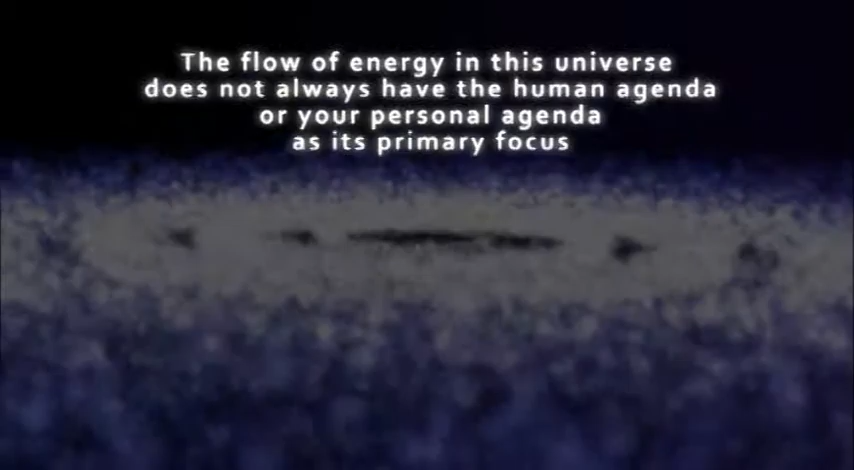 The flow of energy in this universe
does not always have the human agenda
or your personal agenda
as its primary focus